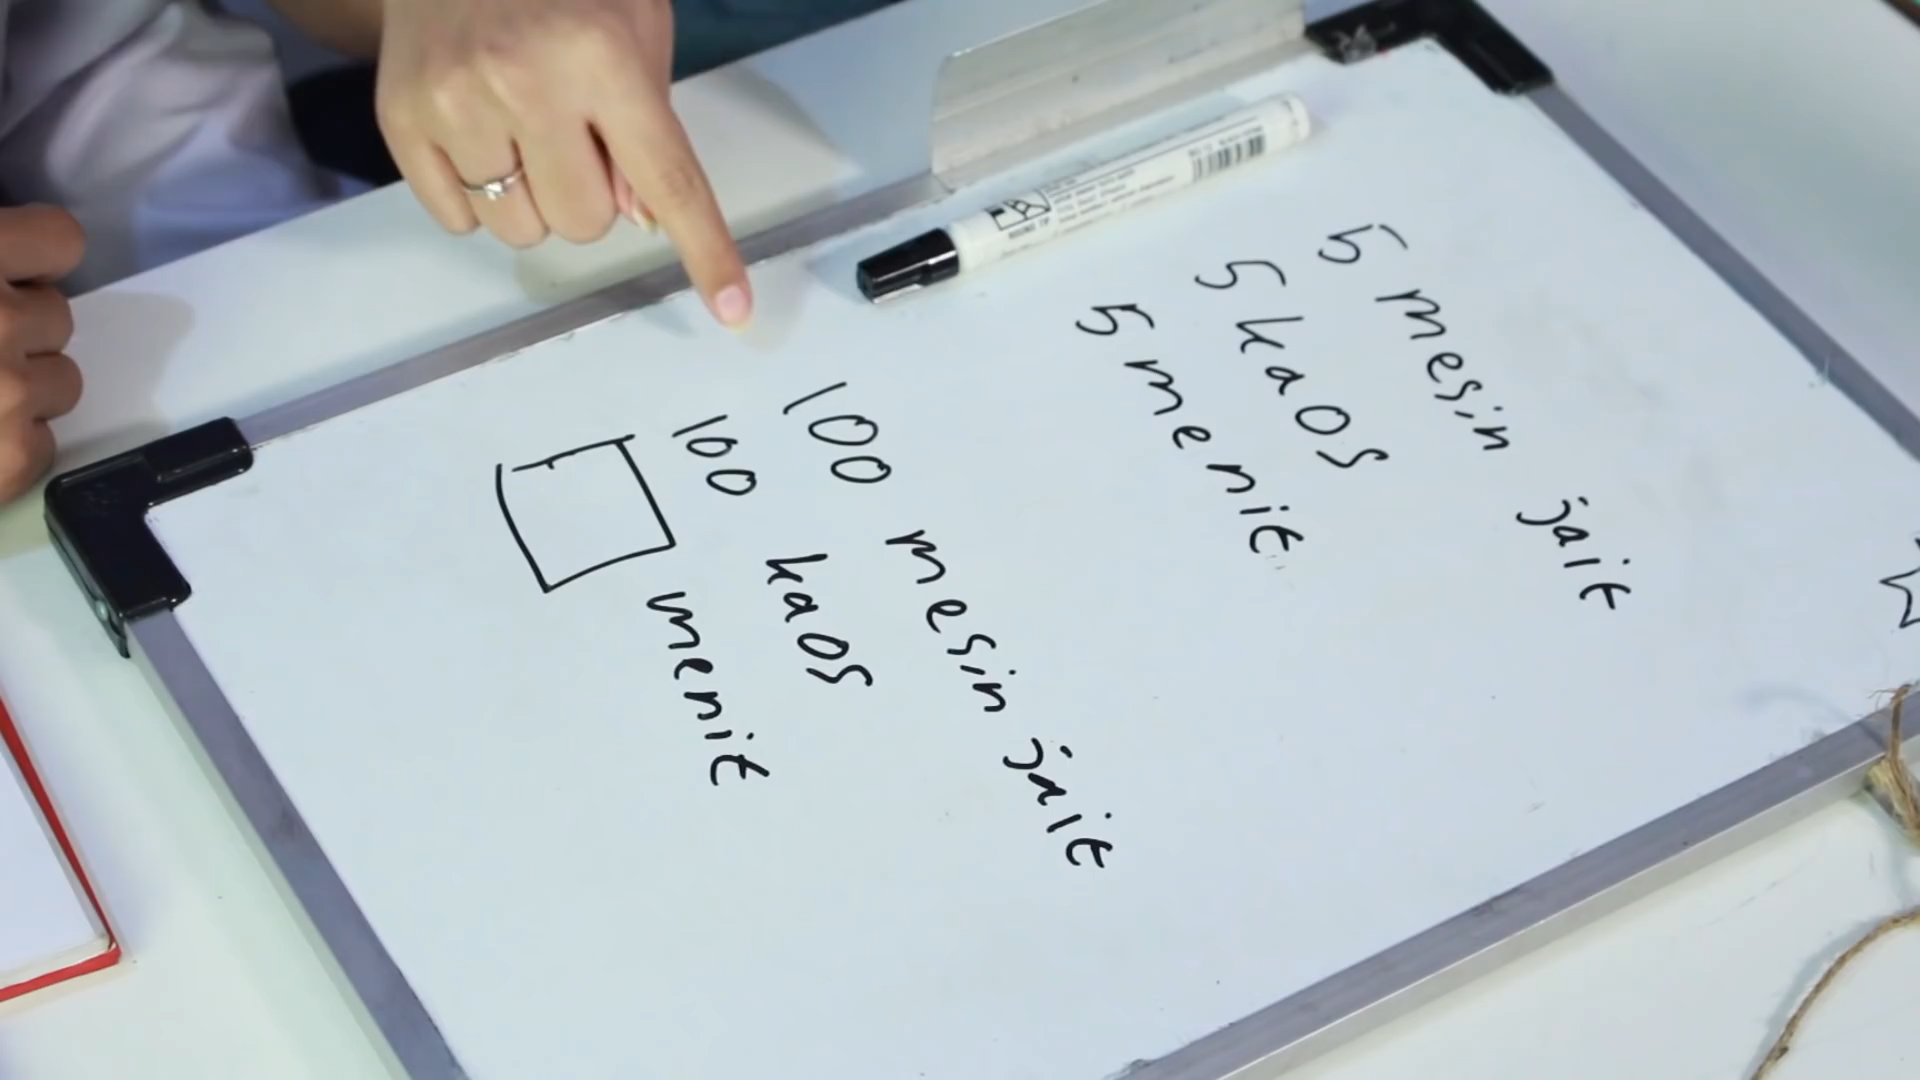 5 mesin jait
5 kaos
5 menit
100 mesin jait
100 kaos
menit